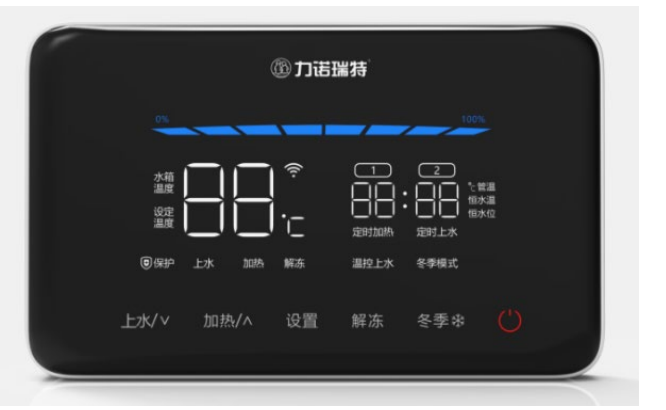 力诺瑞特
0% 100%
水箱温度
设定温度
88 °C
1 2
88:88
℃管温
恒水温
恒水位
定时加热 定时上水
保护 上水 加热 解冻 温控上水 冬季模式
上水/∨ 加热/∧ 设置 解冻 冬季❄